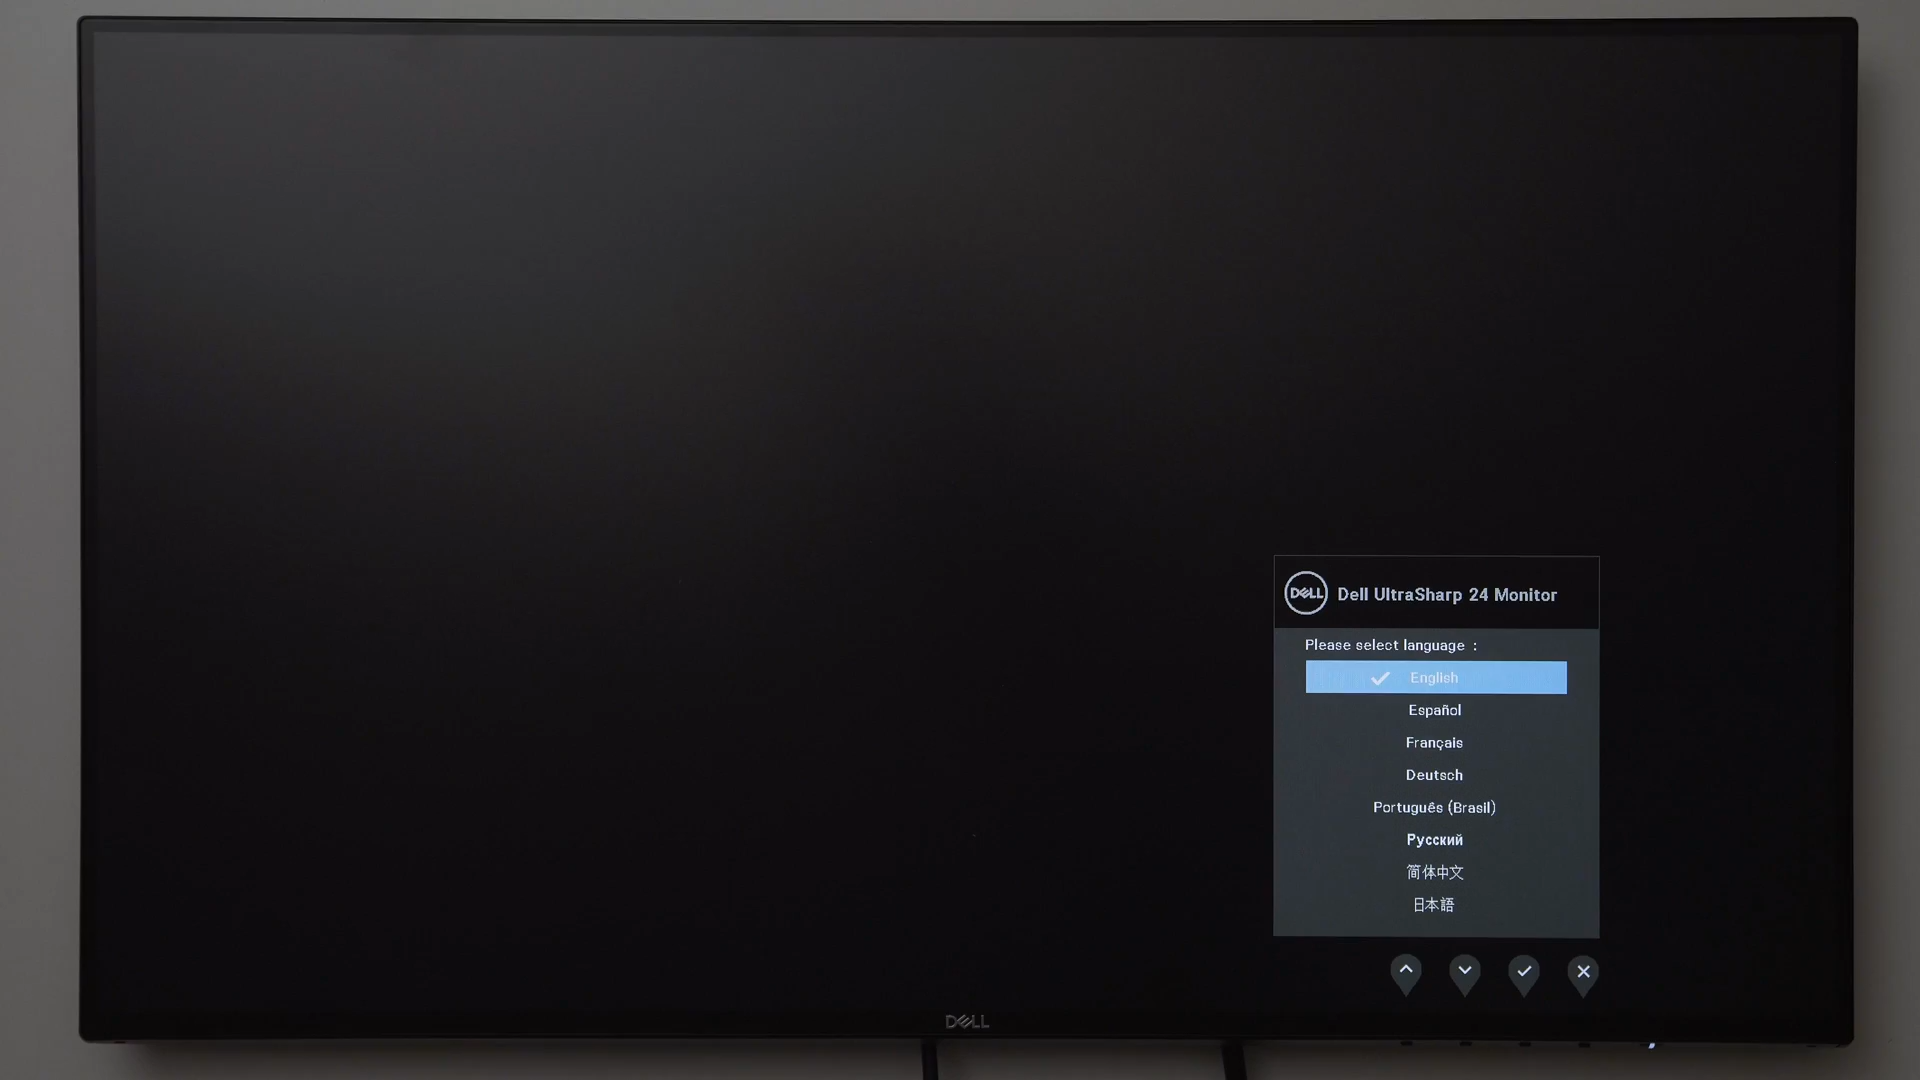 DELL Dell UltraSharp 24 Monitor
Please select language :
English
Español
Français
Deutsch
Português (Brasil)
Русский
简体中文
日本語
DELL